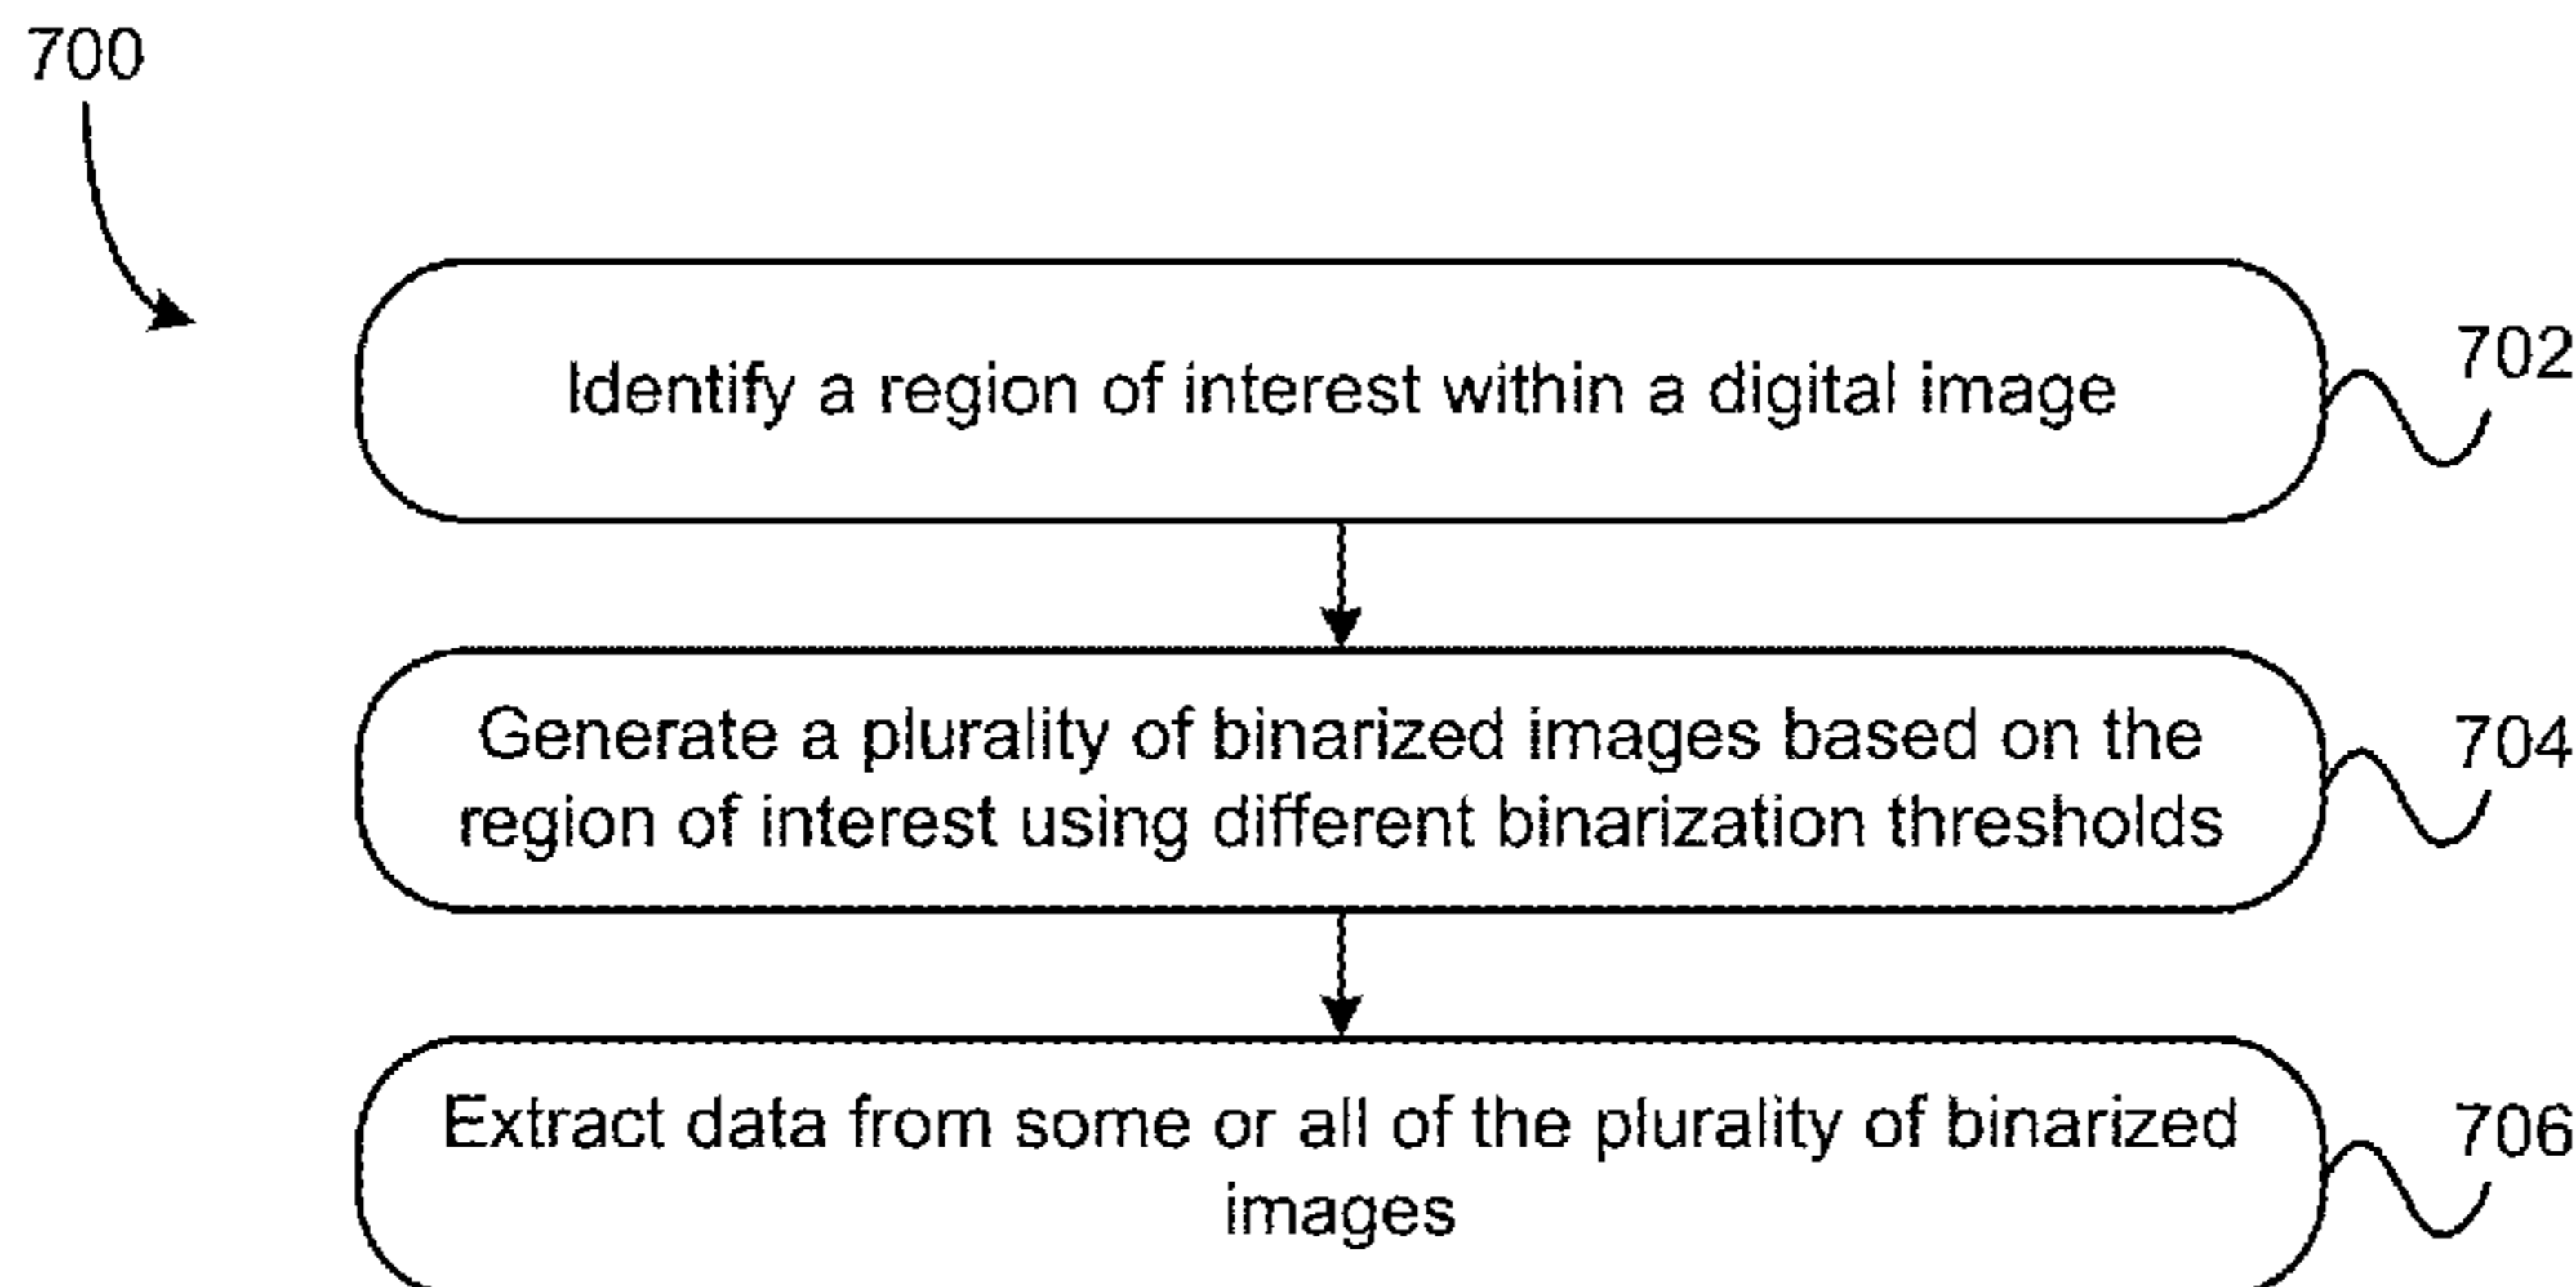 700
Identify a region of interest within a digital image
702
Generate a plurality of binarized images based on the
region of interest using different binarization thresholds
704
Extract data from some or all of the plurality of binarized
images
706